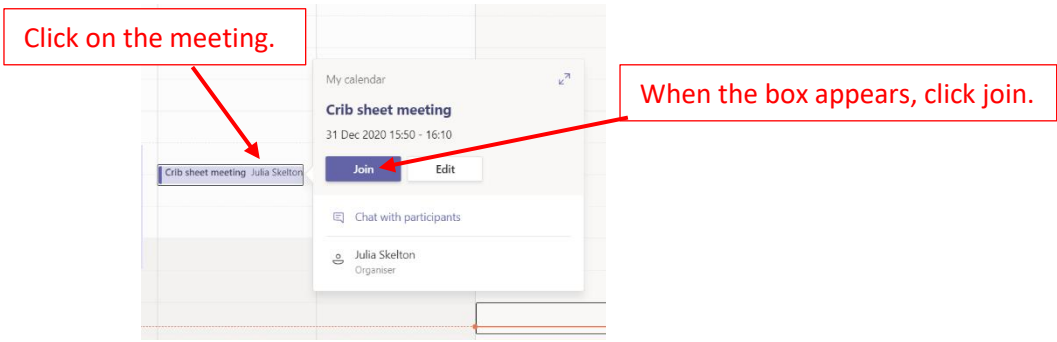 Click on the meeting.
When the box appears, click join.
My calendar
Crib sheet meeting
31 Dec 2020 15:50 - 16:10
Join Edit
Crib sheet meeting Julia Skelton
Chat with participants
Julia Skelton
Organiser